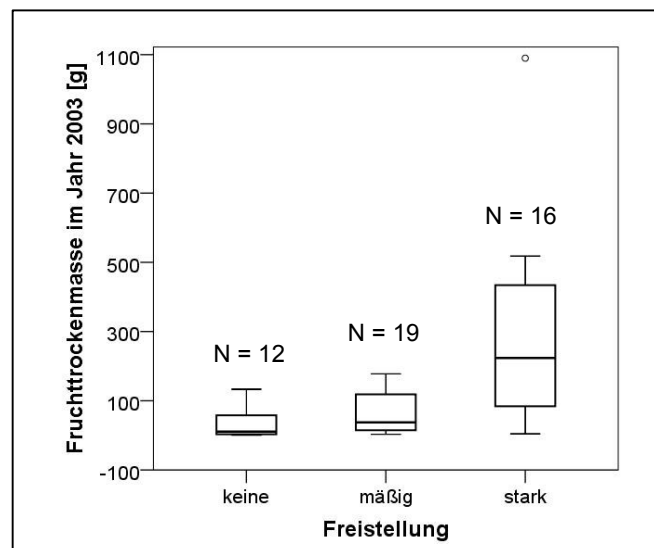 Fruchttrockenmasse im Jahr 2003 [g]
1100
900
700
500
300
100
-100
N = 12
N = 19
N = 16
keine
mäßig
stark
Freistellung